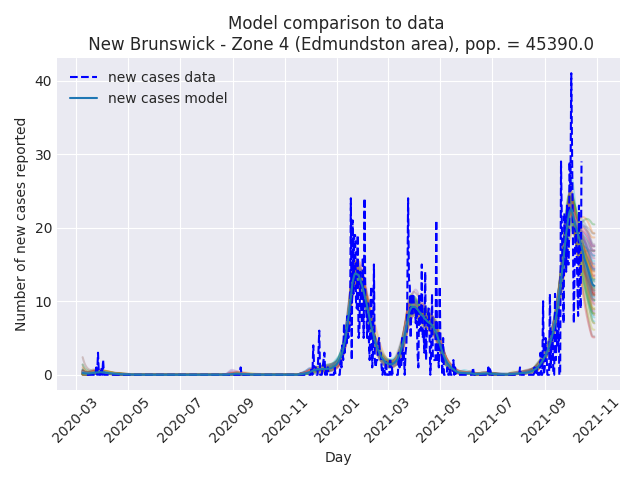 Model comparison to data
New Brunswick - Zone 4 (Edmundston area), pop. = 45390.0
new cases data
new cases model
Number of new cases reported
40
30
20
10
0
2020-03
2020-05
2020-07
2020-09
2020-11
2021-01
2021-03
2021-05
2021-07
2021-09
2021-11
Day